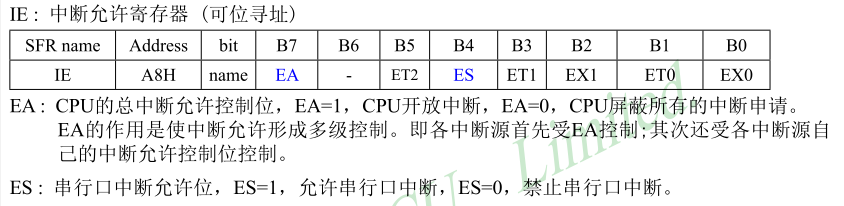 IE： 中断允许寄存器 (可位寻址)
SFR name Address bit B7 B6 B5 B4 B3 B2 B1 B0
IE A8H name EA - ET2 ES ET1 EX1 ET0 EX0
EA： CPU的总中断允许控制位，EA=1，CPU开放中断，EA=0，CPU屏蔽所有的中断申请。
EA的作用是使中断允许形成多级控制。即各中断源首先受EA控制;其次还受各中断源自
己的中断允许控制位控制。
ES： 串行口中断允许位，ES=1，允许串行口中断，ES=0，禁止串行口中断。
Limited